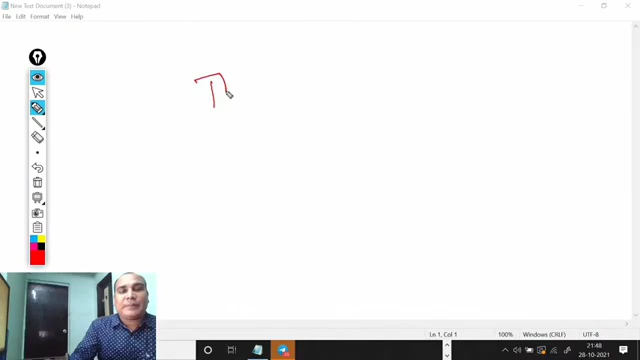 New Text Document (3) - Notepad
File Edit Format View Help
Ln 1, Col 1 100% Windows (CRLF) UTF-8
21:48
28-10-2021